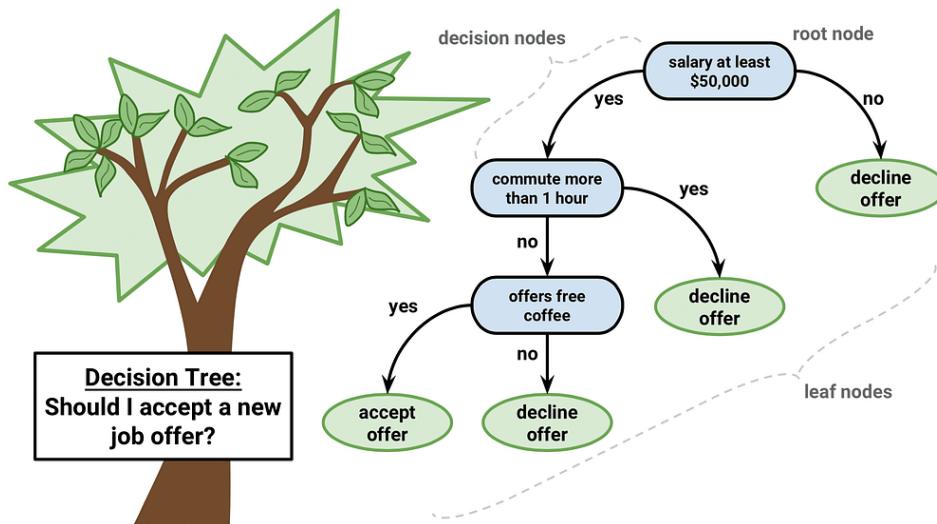 decision nodes
root node
salary at least
$50,000
yes
no
commute more
than 1 hour
yes
decline
offer
no
offers free
coffee
decline
offer
yes
no
Decision Tree:
Should I accept a new
job offer?
accept
offer
decline
offer
leaf nodes